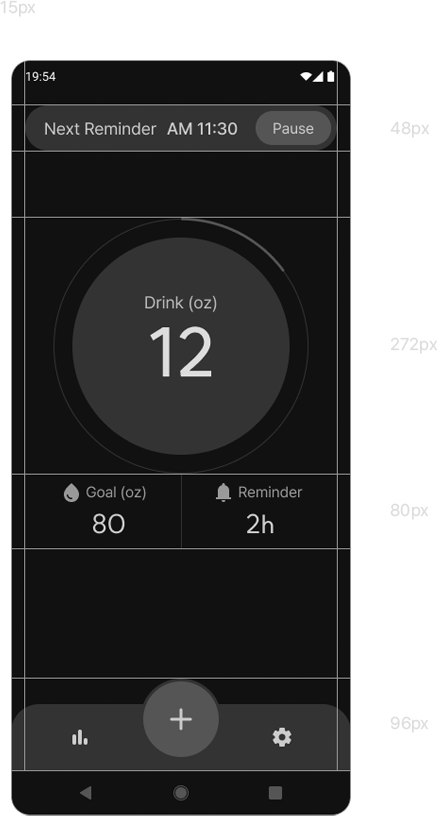 15px
19:54
Next Reminder AM 11:30 Pause
48px
Drink (oz)
12
272px
Goal (oz) Reminder
80 2h
80px
96px